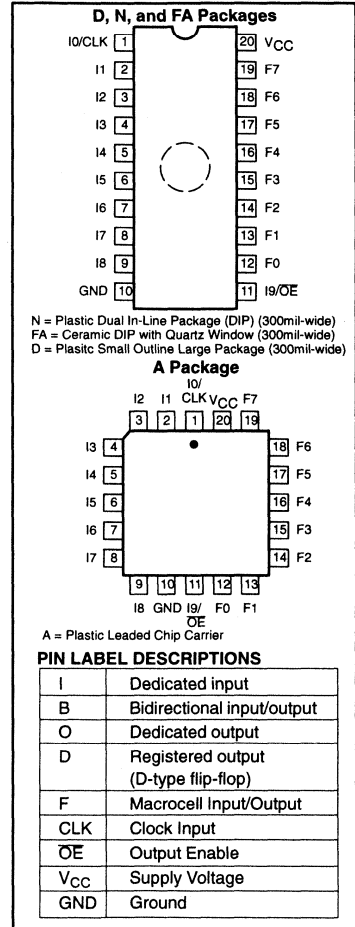 D, N, and FA Packages
I0/CLK 1 20 VCC
I1 2 19 F7
I2 3 18 F6
I3 4 17 F5
I4 5 16 F4
I5 6 15 F3
I6 7 14 F2
I7 8 13 F1
I8 9 12 F0
GND 10 11 I9/OE
N = Plastic Dual In-Line Package (DIP) (300mil-wide)
FA = Ceramic DIP with Quartz Window (300mil-wide)
D = Plasitc Small Outline Large Package (300mil-wide)
A Package
I0/
I2 I1 CLK VCC F7
3 2 1 20 19
I3 4 18 F6
I4 5 17 F5
I5 6 16 F4
I6 7 15 F3
I7 8 14 F2
9 10 11 12 13
I8 GND I9/ F0 F1
OE
A = Plastic Leaded Chip Carrier
PIN LABEL DESCRIPTIONS
I Dedicated input
B Bidirectional input/output
O Dedicated output
D Registered output
(D-type flip-flop)
F Macrocell Input/Output
CLK Clock Input
OE Output Enable
VCC Supply Voltage
GND Ground